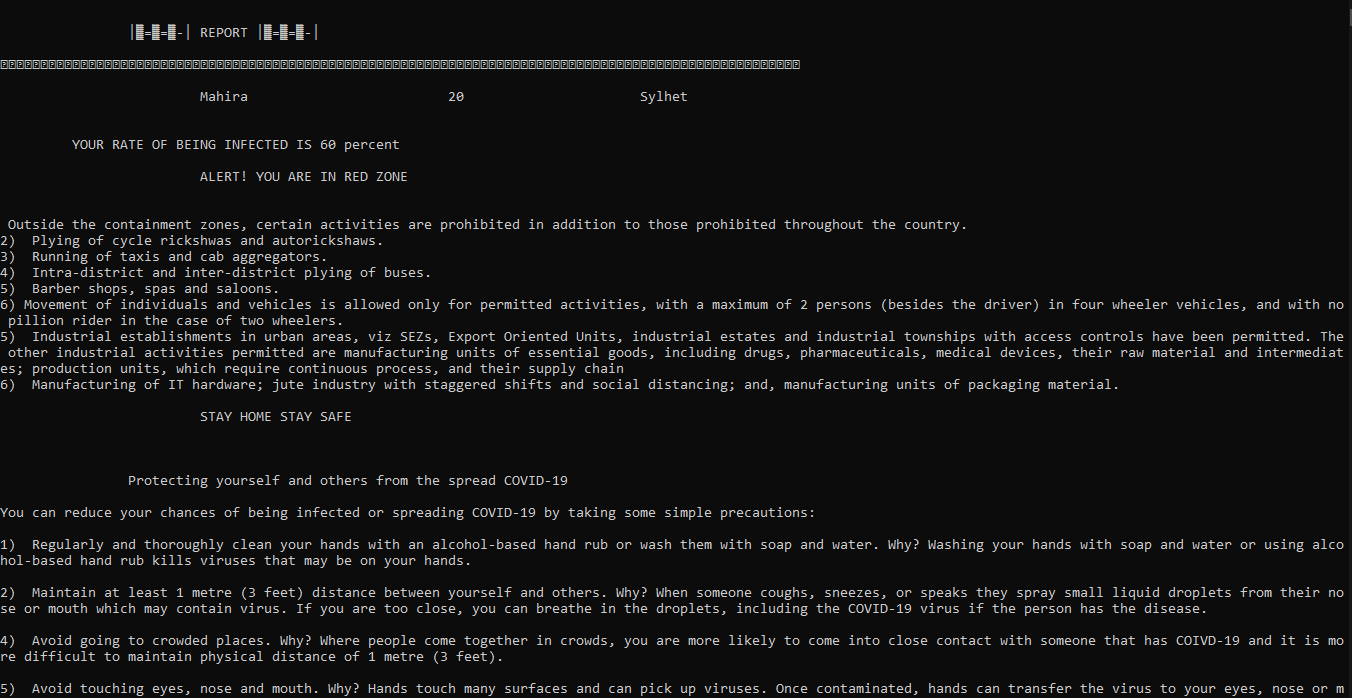 |▓=▓=▓-| REPORT |▓=▓=▓-|
Mahira 20 Sylhet
YOUR RATE OF BEING INFECTED IS 60 percent
ALERT! YOU ARE IN RED ZONE
Outside the containment zones, certain activities are prohibited in addition to those prohibited throughout the country.
2)  Plying of cycle rickshwas and autorickshaws.
3)  Running of taxis and cab aggregators.
4)  Intra-district and inter-district plying of buses.
5)  Barber shops, spas and saloons.
6) Movement of individuals and vehicles is allowed only for permitted activities, with a maximum of 2 persons (besides the driver) in four wheeler vehicles, and with no
pillion rider in the case of two wheelers.
5)  Industrial establishments in urban areas, viz SEZs, Export Oriented Units, industrial estates and industrial townships with access controls have been permitted. The
other industrial activities permitted are manufacturing units of essential goods, including drugs, pharmaceuticals, medical devices, their raw material and intermediat
es; production units, which require continuous process, and their supply chain
6)  Manufacturing of IT hardware; jute industry with staggered shifts and social distancing; and, manufacturing units of packaging material.
STAY HOME STAY SAFE
Protecting yourself and others from the spread COVID-19
You can reduce your chances of being infected or spreading COVID-19 by taking some simple precautions:
1)  Regularly and thoroughly clean your hands with an alcohol-based hand rub or wash them with soap and water. Why? Washing your hands with soap and water or using alco
hol-based hand rub kills viruses that may be on your hands.
2)  Maintain at least 1 metre (3 feet) distance between yourself and others. Why? When someone coughs, sneezes, or speaks they spray small liquid droplets from their no
se or mouth which may contain virus. If you are too close, you can breathe in the droplets, including the COVID-19 virus if the person has the disease.
4)  Avoid going to crowded places. Why? Where people come together in crowds, you are more likely to come into close contact with someone that has COIVD-19 and it is mo
re difficult to maintain physical distance of 1 metre (3 feet).
5)  Avoid touching eyes, nose and mouth. Why? Hands touch many surfaces and can pick up viruses. Once contaminated, hands can transfer the virus to your eyes, nose or m